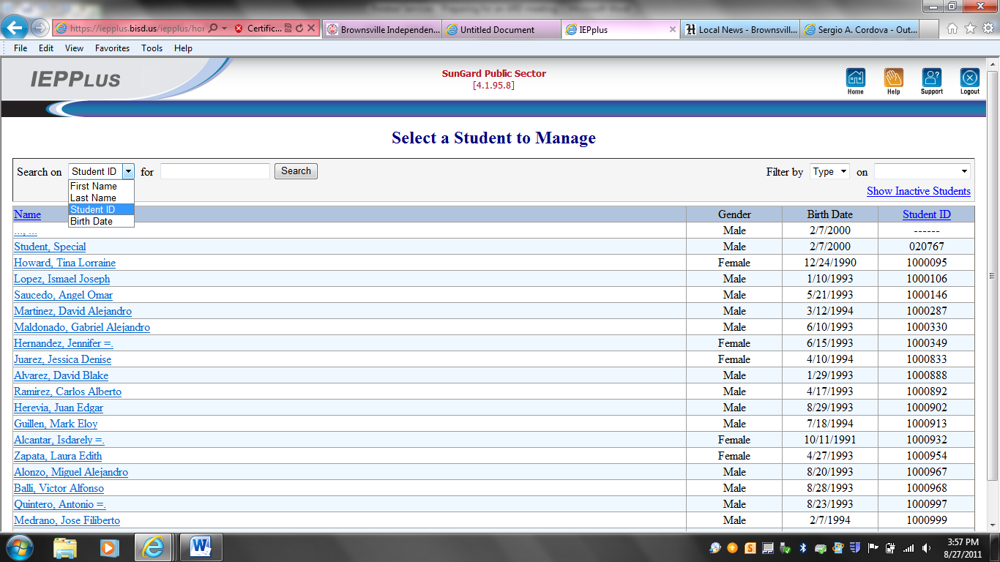 https://iepplus.bisd.us/iepplus/hor Certific... Brownsville Independen... Untitled Document IEPplus Local News - Brownsvill... Sergio A. Cordova - Out...
File Edit View Favorites Tools Help
IEPPLUS
SunGard Public Sector
[4.1.95.8]
Home Help Support Logout
Select a Student to Manage
Search on Student ID for Search Filter by Type on
First Name
Last Name
Student ID
Birth Date
Show Inactive Students
Name Gender Birth Date Student ID
..., ... Male 2/7/2000 ------
Student, Special Male 2/7/2000 020767
Howard, Tina Lorraine Female 12/24/1990 1000095
Lopez, Ismael Joseph Male 1/10/1993 1000106
Saucedo, Angel Omar Male 5/21/1993 1000146
Martinez, David Alejandro Male 3/12/1994 1000287
Maldonado, Gabriel Alejandro Male 6/10/1993 1000330
Hernandez, Jennifer =. Female 6/15/1993 1000349
Juarez, Jessica Denise Female 4/10/1994 1000833
Alvarez, David Blake Male 1/29/1993 1000888
Ramirez, Carlos Alberto Male 4/17/1993 1000892
Herevia, Juan Edgar Male 8/29/1993 1000902
Guillen, Mark Eloy Male 7/18/1994 1000913
Alcantar, Isdarely =. Female 10/11/1991 1000932
Zapata, Laura Edith Female 4/27/1993 1000954
Alonzo, Miguel Alejandro Male 8/20/1993 1000967
Balli, Victor Alfonso Male 8/28/1993 1000968
Quintero, Antonio =. Male 8/23/1993 1000997
Medrano, Jose Filiberto Male 2/7/1994 1000999
3:57 PM
8/27/2011